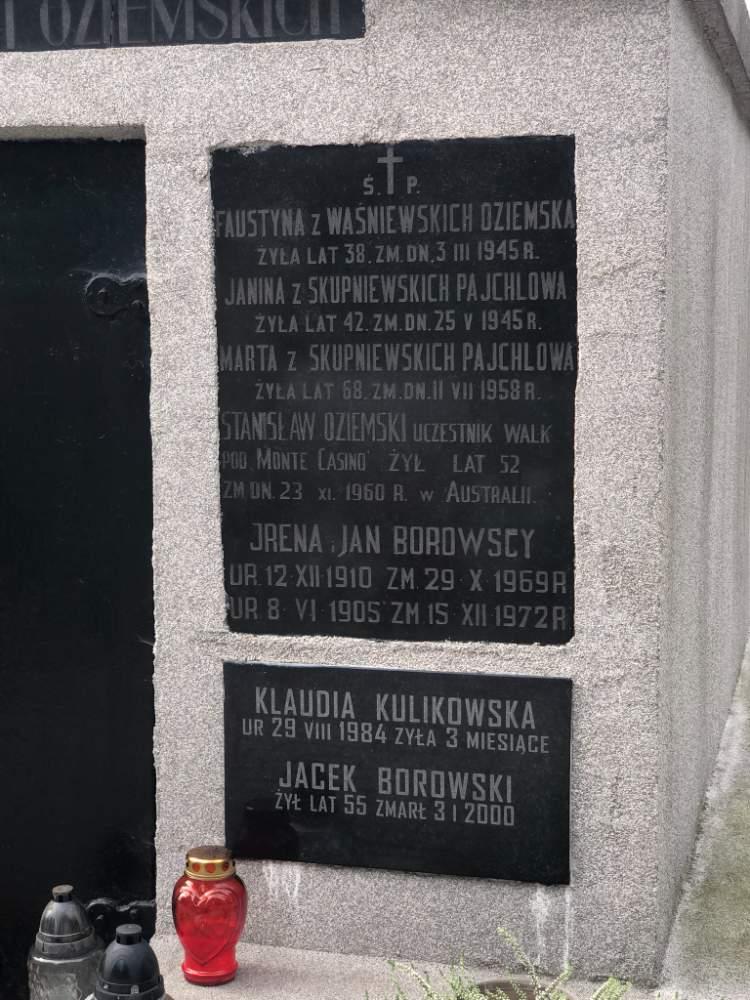 I OZIEMSKICH
Ś. P.
FAUSTYNA Z WAŚNIEWSKICH OZIEMSKA
ŻYŁA LAT 38. ZM. DN. 3 III 1945 R.
JANINA Z SKUPNIEWSKICH PAJCHLOWA
ŻYŁA LAT 42. ZM. DN. 25 V 1945 R.
MARTA Z SKUPNIEWSKICH PAJCHLOWA
ŻYŁA LAT 68. ZM. DN. 11 VII 1958 R.
STANISŁAW OZIEMSKI UCZESTNIK WALK
POD "MONTE CASINO" ŻYŁ LAT 52
ZM DN. 23 XI. 1960 R. W AUSTRALII.
JRENA i JAN BOROWSCY
UR. 12·XII 1910 ZM. 29·X·1969R
UR 8·VI 1905 ZM 15·XII 1972R
KLAUDIA KULIKOWSKA
UR 29 VIII 1984 ŻYŁA 3 MIESIĄCE
JACEK BOROWSKI
ŻYŁ LAT 55 ZMARŁ 3 I 2000